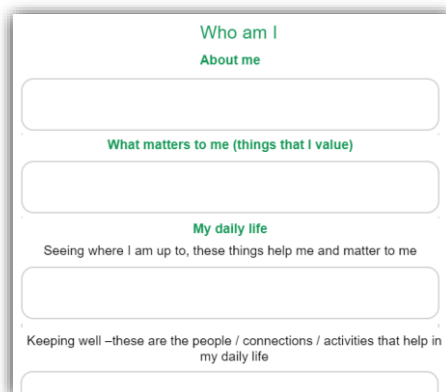 Who am I
About me
What matters to me (things that I value)
My daily life
Seeing where I am up to, these things help me and matter to me
Keeping well –these are the people / connections / activities that help in
my daily life